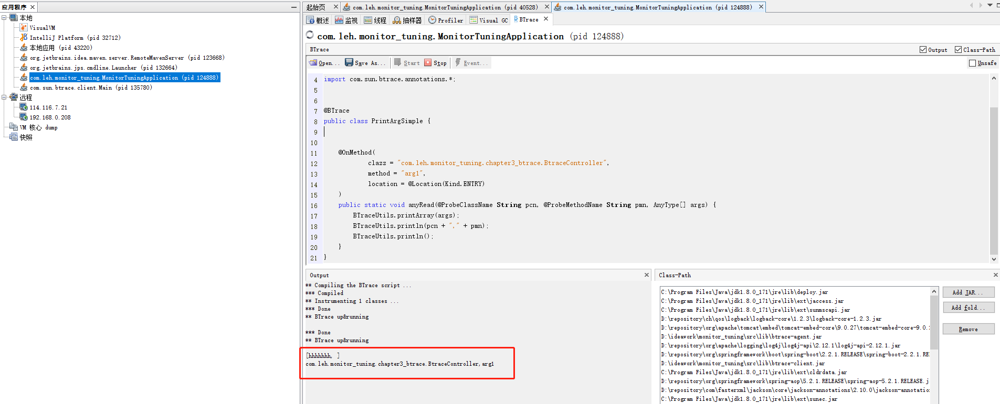 应用程序
本地
VisualVM
IntelliJ Platform (pid 32712)
本地应用 (pid 43220)
org.jetbrains.idea.maven.server.RemoteMavenServer (pid 123668)
org.jetbrains.jps.cmdline.Launcher (pid 132664)
com.leh.monitor_tuning.MonitorTuningApplication (pid 124888)
com.sun.btrace.client.Main (pid 135780)
远程
114.116.7.21
192.168.0.208
VM 核心 dump
快照
起始页 com.leh.monitor_tuning.MonitorTuningApplication (pid 40528) com.leh.monitor_tuning.MonitorTuningApplication (pid 124888)
概述 监视 线程 抽样器 Profiler Visual GC BTrace
com.leh.monitor_tuning.MonitorTuningApplication (pid 124888)
BTrace Output Class-Path
Open... Save As... Start Stop Event... Unsafe
4 import com.sun.btrace.annotations.*;
5
6
7 @BTrace
8 public class PrintArgSimple {
9
10
11 @OnMethod(
12 clazz = "com.leh.monitor_tuning.chapter3_btrace.BtraceController",
13 method = "arg1",
14 location = @Location(Kind.ENTRY)
15 )
16 public static void anyRead(@ProbeClassName String pcn, @ProbeMethodName String pmn, AnyType[] args) {
17 BTraceUtils.printArray(args);
18 BTraceUtils.println(pcn + "," + pmn);
19 BTraceUtils.println();
20 }
21 }
Output
** Compiling the BTrace script ...
*** Compiled
** Instrumenting 1 classes ...
*** Done
** BTrace up&running
*** Done
** BTrace up&running
[hhhhhhh, ]
com.leh.monitor_tuning.chapter3_btrace.BtraceController,arg1
Class-Path
C:\Program Files\Java\jdk1.8.0_171\jre\lib\deploy.jar
C:\Program Files\Java\jdk1.8.0_171\jre\lib\ext\jaccess.jar
C:\Program Files\Java\jdk1.8.0_171\jre\lib\ext\sunmscapi.jar
D:\repository\ch\qos\logback\logback-core\1.2.3\logback-core-1.2.3.jar
D:\repository\org\apache\tomcat\embed\tomcat-embed-core\9.0.27\tomcat-embed-core-9.0.2
D:\ideawork\monitor_tuning\src\lib\btrace-agent.jar
D:\repository\org\apache\logging\log4j\log4j-api\2.12.1\log4j-api-2.12.1.jar
D:\repository\org\springframework\boot\spring-boot\2.2.1.RELEASE\spring-boot-2.2.1.RE
D:\ideawork\monitor_tuning\src\lib\btrace-client.jar
C:\Program Files\Java\jdk1.8.0_171\jre\lib\ext\cldrdata.jar
D:\repository\org\springframework\spring-aop\5.2.1.RELEASE\spring-aop-5.2.1.RELEASE.j
D:\repository\com\fasterxml\jackson\core\jackson-annotations\2.10.0\jackson-annotatio
C:\Program Files\Java\jdk1.8.0_171\jre\lib\ext\sunec.jar
Add JAR...
Add fold...
Remove